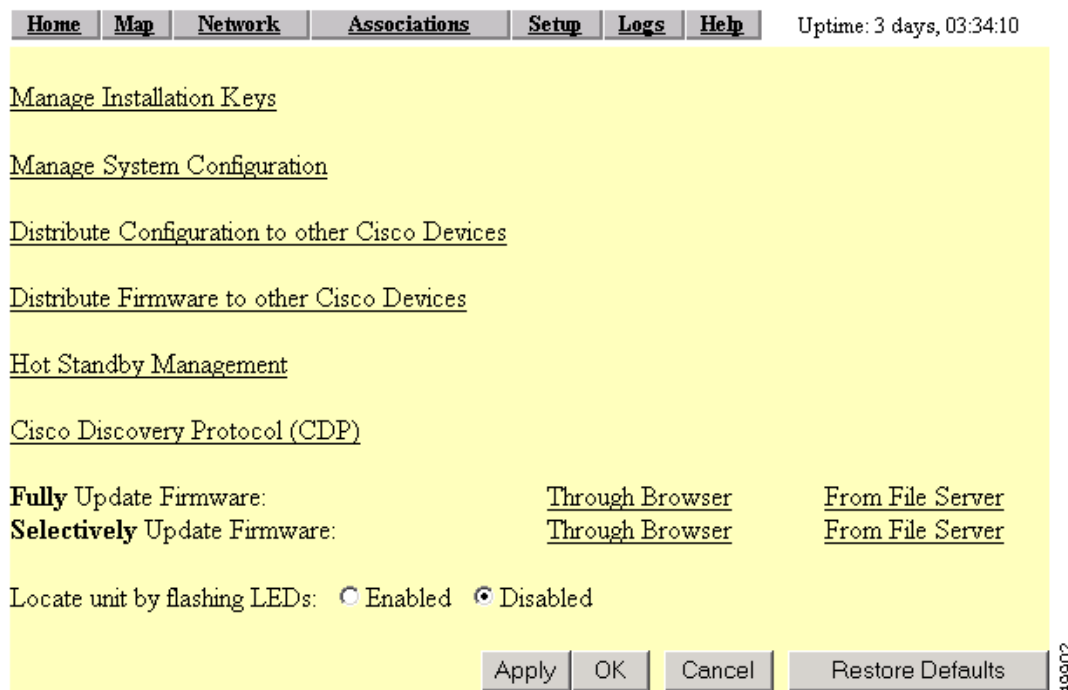 Home Map Network Associations Setup Logs Help Uptime: 3 days, 03:34:10
Manage Installation Keys
Manage System Configuration
Distribute Configuration to other Cisco Devices
Distribute Firmware to other Cisco Devices
Hot Standby Management
Cisco Discovery Protocol (CDP)
Fully Update Firmware: Through Browser From File Server
Selectively Update Firmware: Through Browser From File Server
Locate unit by flashing LEDs: Enabled Disabled
Apply OK Cancel Restore Defaults